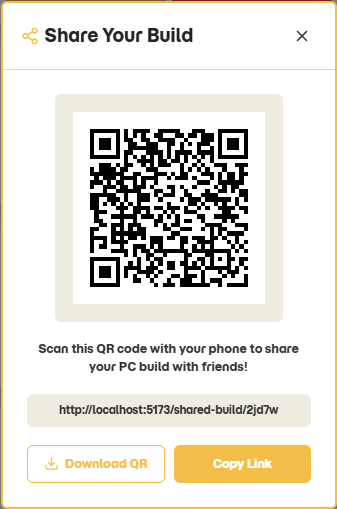 Share Your Build
Scan this QR code with your phone to share
your PC build with friends!
http://localhost:5173/shared-build/2jd7w
Download QR
Copy Link